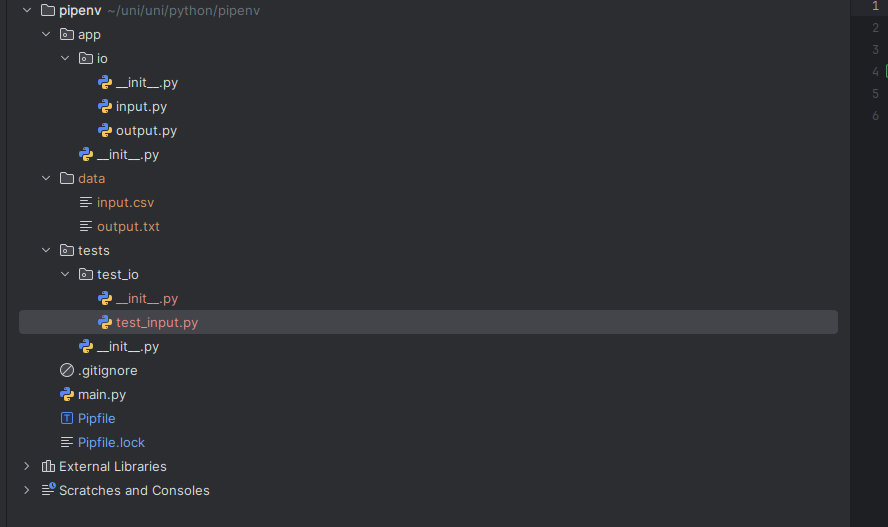 pipenv ~/uni/uni/python/pipenv
app
io
__init__.py
input.py
output.py
__init__.py
data
input.csv
output.txt
tests
test_io
__init__.py
test_input.py
__init__.py
.gitignore
main.py
Pipfile
Pipfile.lock
External Libraries
Scratches and Consoles
1
2
3
4
5
6